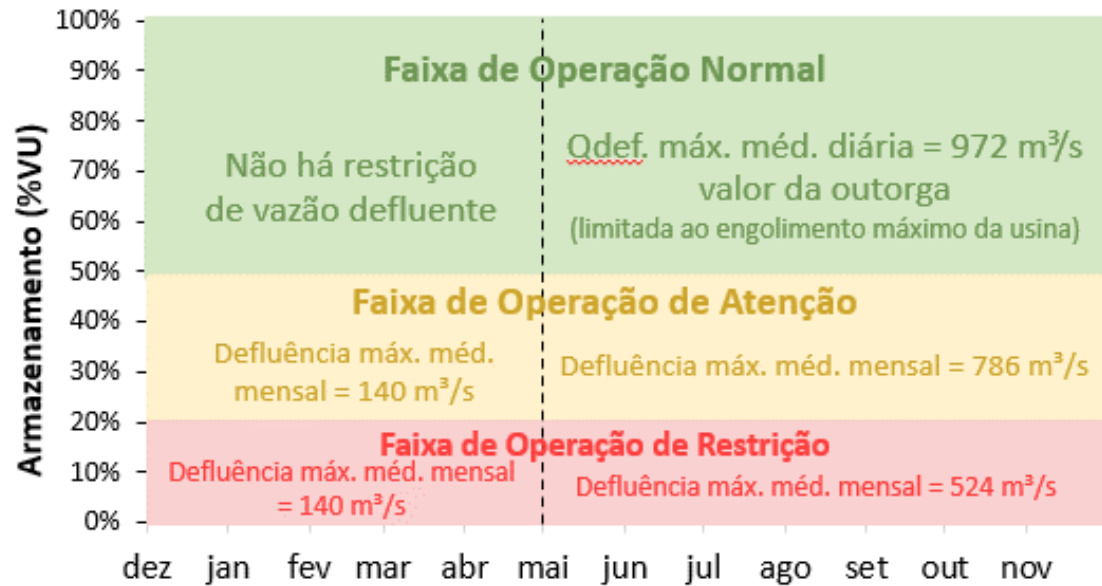 Armazenamento (%VU)
100%
90%
80%
70%
60%
50%
40%
30%
20%
10%
0%
Faixa de Operação Normal
Não há restrição
de vazão defluente
Qdef. máx. méd. diária = 972 m³/s
valor da outorga
(limitada ao engolimento máximo da usina)
Faixa de Operação de Atenção
Defluência máx. méd.
mensal = 140 m³/s
Defluência máx. méd. mensal = 786 m³/s
Faixa de Operação de Restrição
Defluência máx. méd. mensal
= 140 m³/s
Defluência máx. méd. mensal = 524 m³/s
dez jan fev mar abr mai jun jul ago set out nov